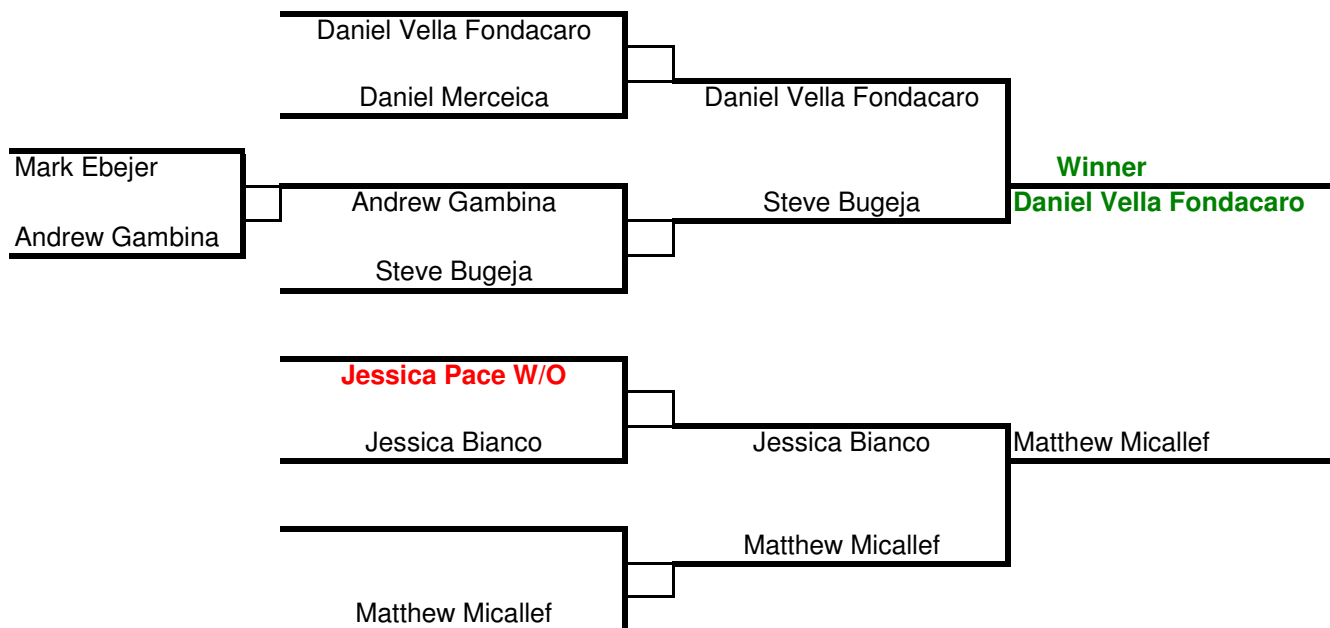 Daniel Vella Fondacaro
Daniel Merceica
Daniel Vella Fondacaro
Mark Ebejer
Winner
Andrew Gambina
Steve Bugeja
Daniel Vella Fondacaro
Andrew Gambina
Steve Bugeja
Jessica Pace W/O
Jessica Bianco
Jessica Bianco
Matthew Micallef
Matthew Micallef
Matthew Micallef